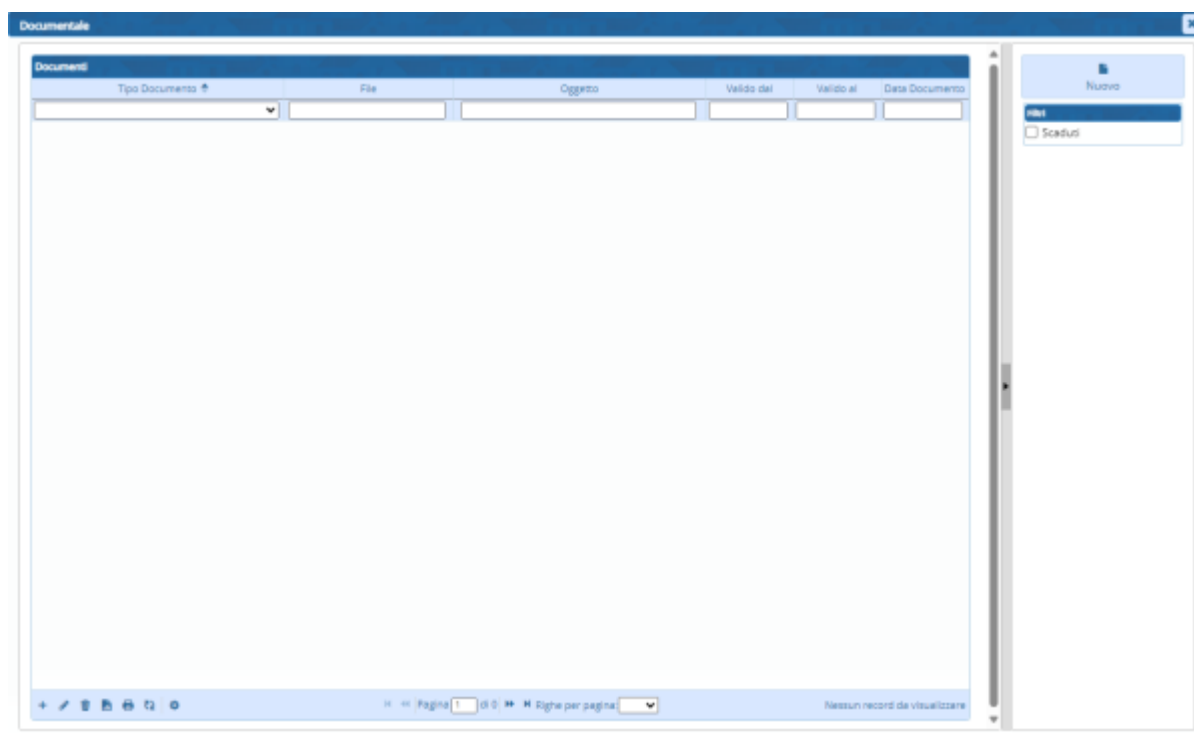 Documentale
Documenti
Tipo Documento File Oggetto Valido dal Valido al Data Documento
Nuovo
Filtri
Scaduti
Pagina 1 di 0 Righe per pagina: Nessun record da visualizzare